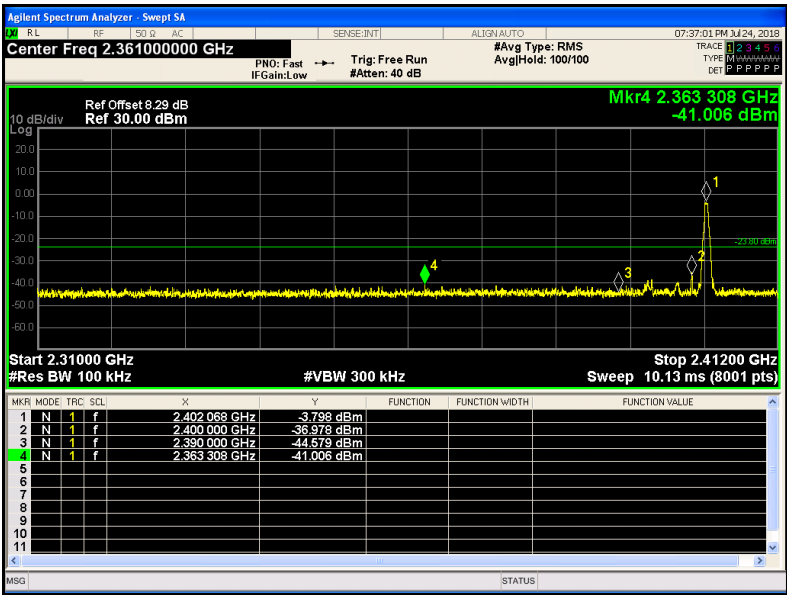 Agilent Spectrum Analyzer - Swept SA
LXI RL RF 50 Ω AC SENSE:INT ALIGNAUTO 07:37:01 PM Jul 24, 2018
Center Freq 2.361000000 GHz
PNO: Fast
IFGain:Low
Trig: Free Run
#Atten: 40 dB
#Avg Type: RMS
Avg|Hold: 100/100
TRACE 1 2 3 4 5 6
TYPE M
DET P P P P P P
Mkr4 2.363 308 GHz
-41.006 dBm
Ref Offset 8.29 dB
10 dB/div Ref 30.00 dBm
Log
20.0
10.0
1
0.00
-10.0
-20.0
-23.80 dBm
2
-30.0
4
3
-40.0
-50.0
-60.0
Start 2.31000 GHz Stop 2.41200 GHz
#Res BW 100 kHz #VBW 300 kHz Sweep 10.13 ms (8001 pts)
MKR MODE TRC SCL X Y FUNCTION FUNCTION WIDTH FUNCTION VALUE
1 N 1 f 2.402 068 GHz -3.798 dBm
2 N 1 f 2.400 000 GHz -36.978 dBm
3 N 1 f 2.390 000 GHz -44.579 dBm
4 N 1 f 2.363 308 GHz -41.006 dBm
5
6
7
8
9
10
11
MSG STATUS